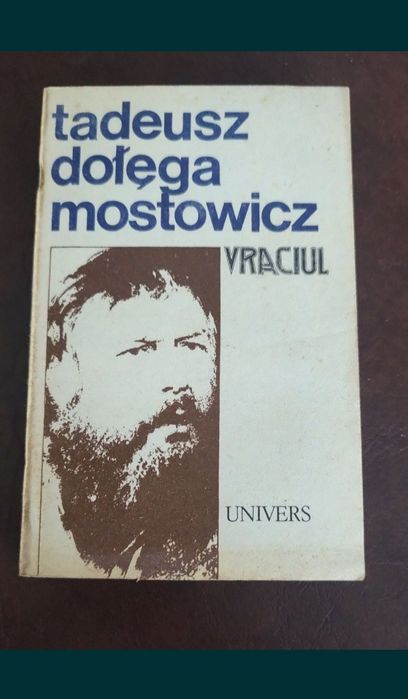 tadeusz
dołęga
mostowicz
VRACIUL
UNIVERS